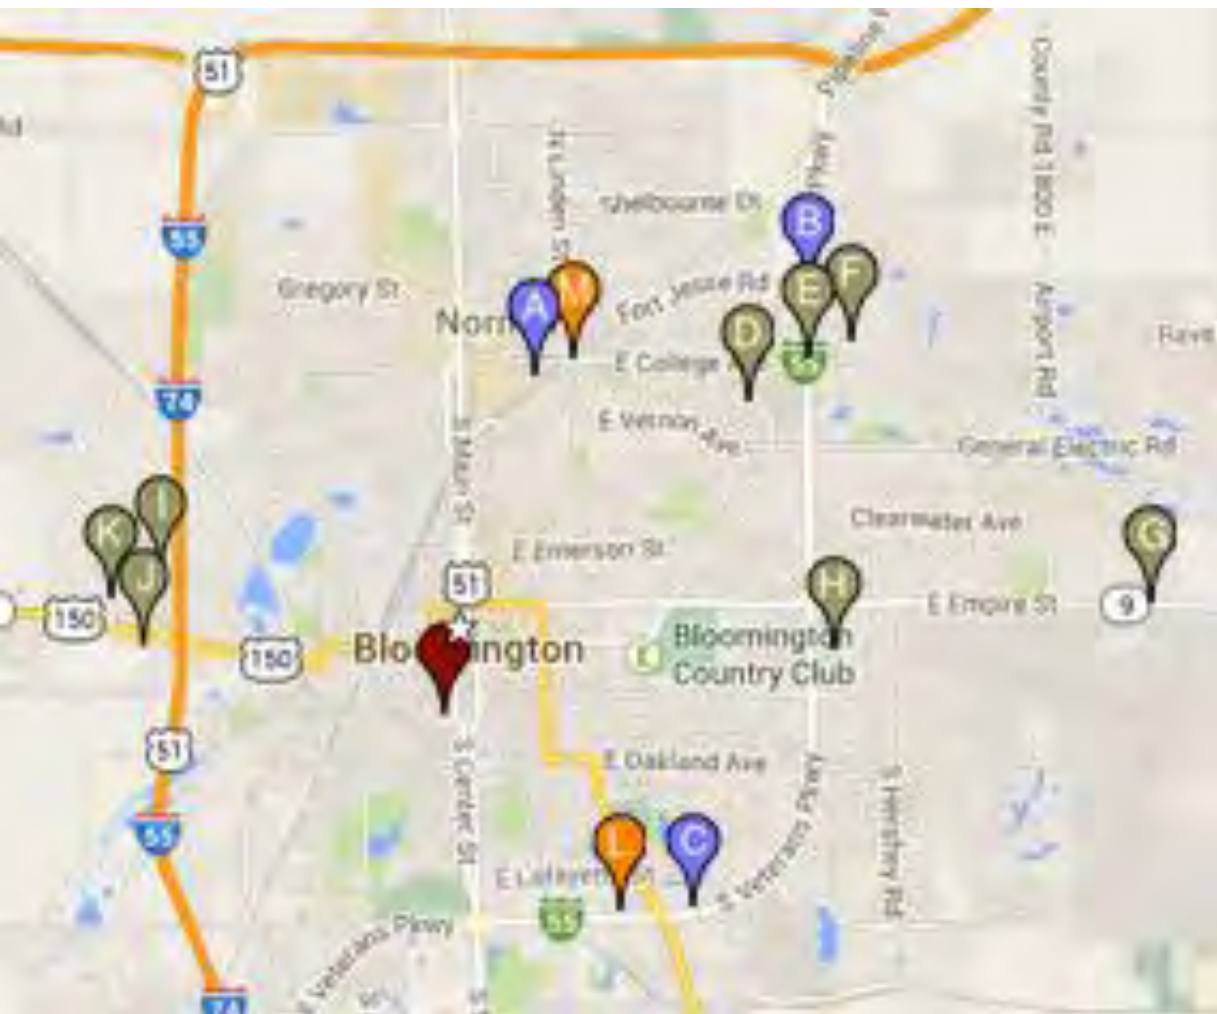 51
Pkwy
County Rd 1800 E
N Linden St
Shelbourne Dr
B
55
F
Gregory St
Fort Jesse Rd
M
E
A
D
Airport Rd
E College
55
74
E Vernon Ave
General Electric Rd
S Main St
I
K
Clearwater Ave
G
E Emerson St
J
51
H
E Empire St
9
150
150
Bloomington
Bloomington
Country Club
51
E Oakland Ave
S Center St
55
L
C
S Hershey Rd
S Veterans Pkwy
55
Veterans Pkwy
74